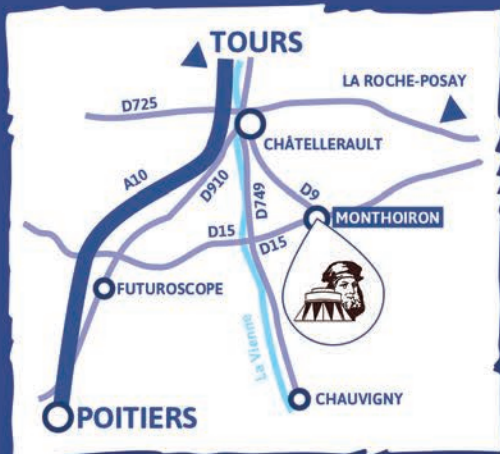 TOURS
LA ROCHE-POSAY
D725
CHÂTELLERAULT
A10
D910
D749
D9
MONTHOIRON
D15
D15
FUTUROSCOPE
La Vienne
CHAUVIGNY
POITIERS